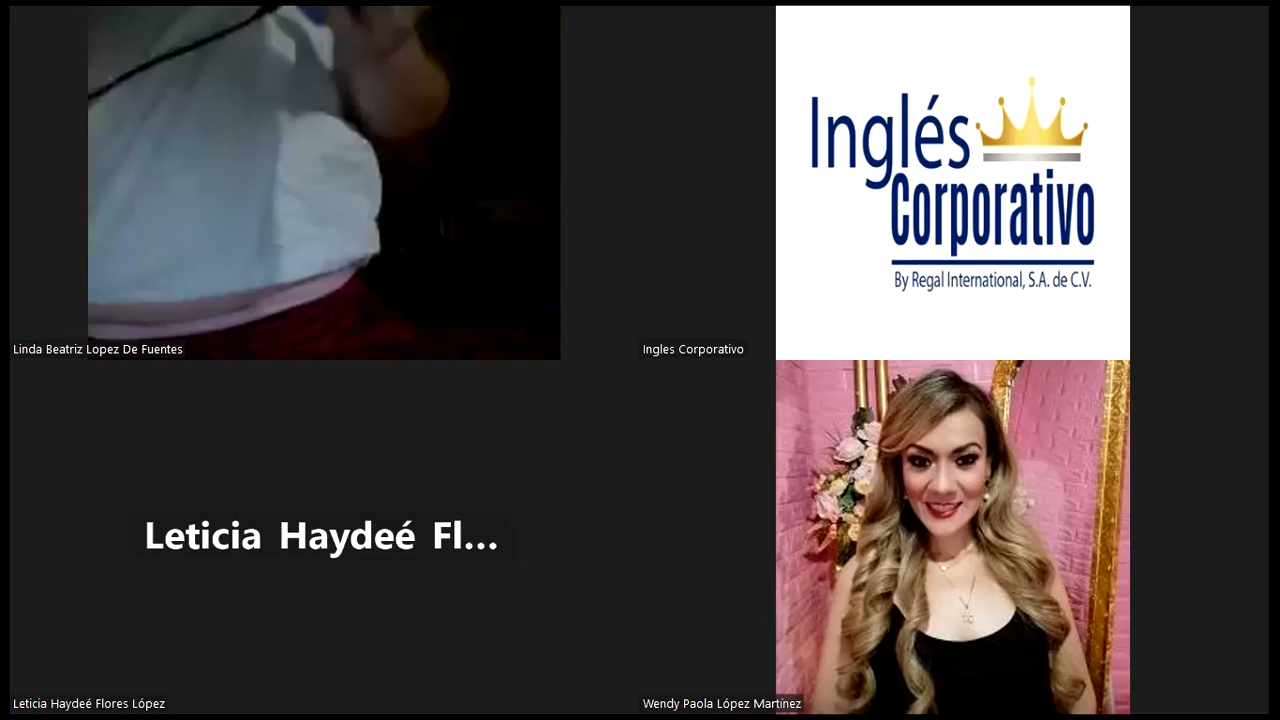 Inglés
Corporativo
By Regal International, S.A. de C.V.
Linda Beatriz Lopez De Fuentes
Ingles Corporativo
Leticia Haydeé Fl...
Leticia Haydeé Flores López
Wendy Paola López Martínez